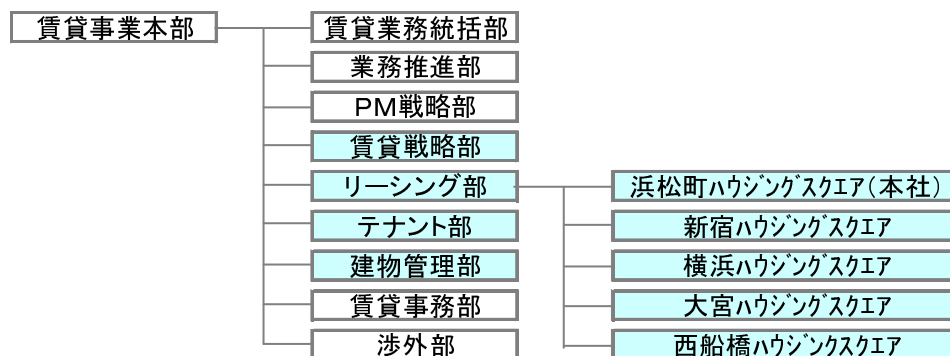 賃貸事業本部
賃貸業務統括部
業務推進部
ＰＭ戦略部
賃貸戦略部
リーシング部
浜松町ﾊｳｼﾞﾝｸﾞｽｸｴｱ（本社）
テナント部
新宿ﾊｳｼﾞﾝｸﾞｽｸｴｱ
建物管理部
横浜ﾊｳｼﾞﾝｸﾞｽｸｴｱ
賃貸事務部
大宮ﾊｳｼﾞﾝｸﾞｽｸｴｱ
渉外部
西船橋ﾊｳｼﾞﾝｸｽｸｴｱ